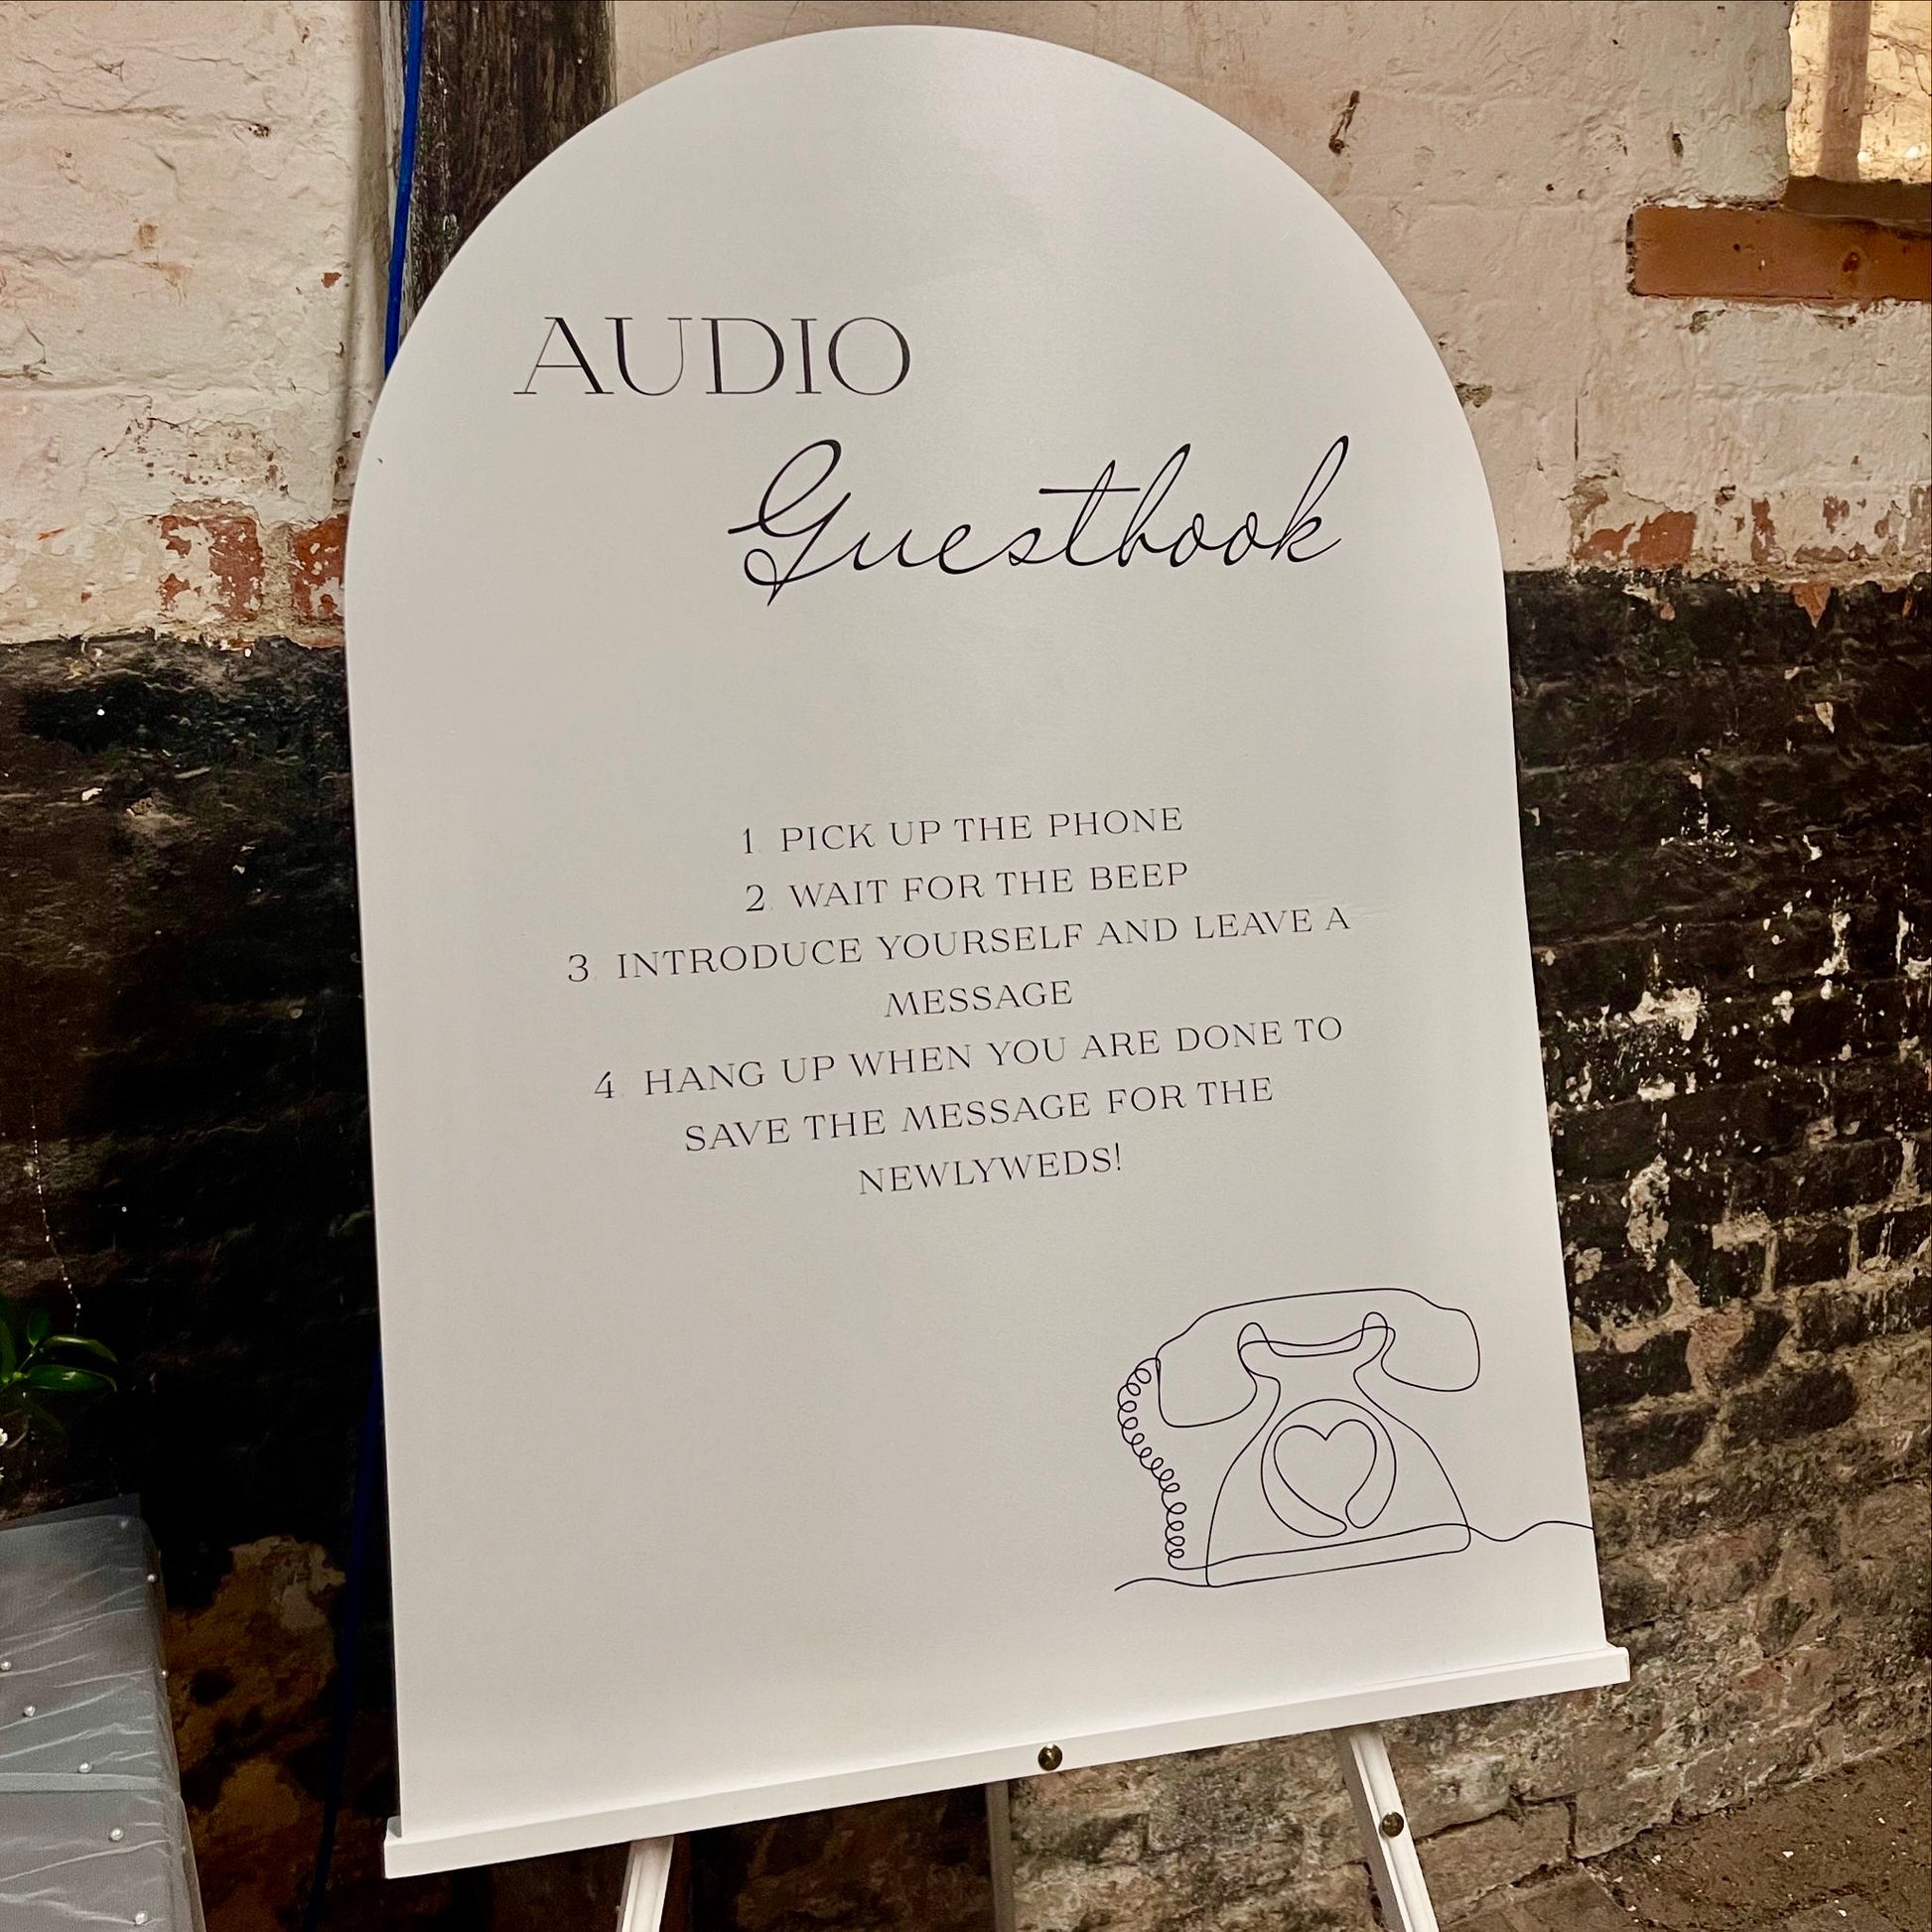 AUDIO
Guestbook
1. PICK UP THE PHONE
2. WAIT FOR THE BEEP
3. INTRODUCE YOURSELF AND LEAVE A
MESSAGE
4. HANG UP WHEN YOU ARE DONE TO
SAVE THE MESSAGE FOR THE
NEWLYWEDS!